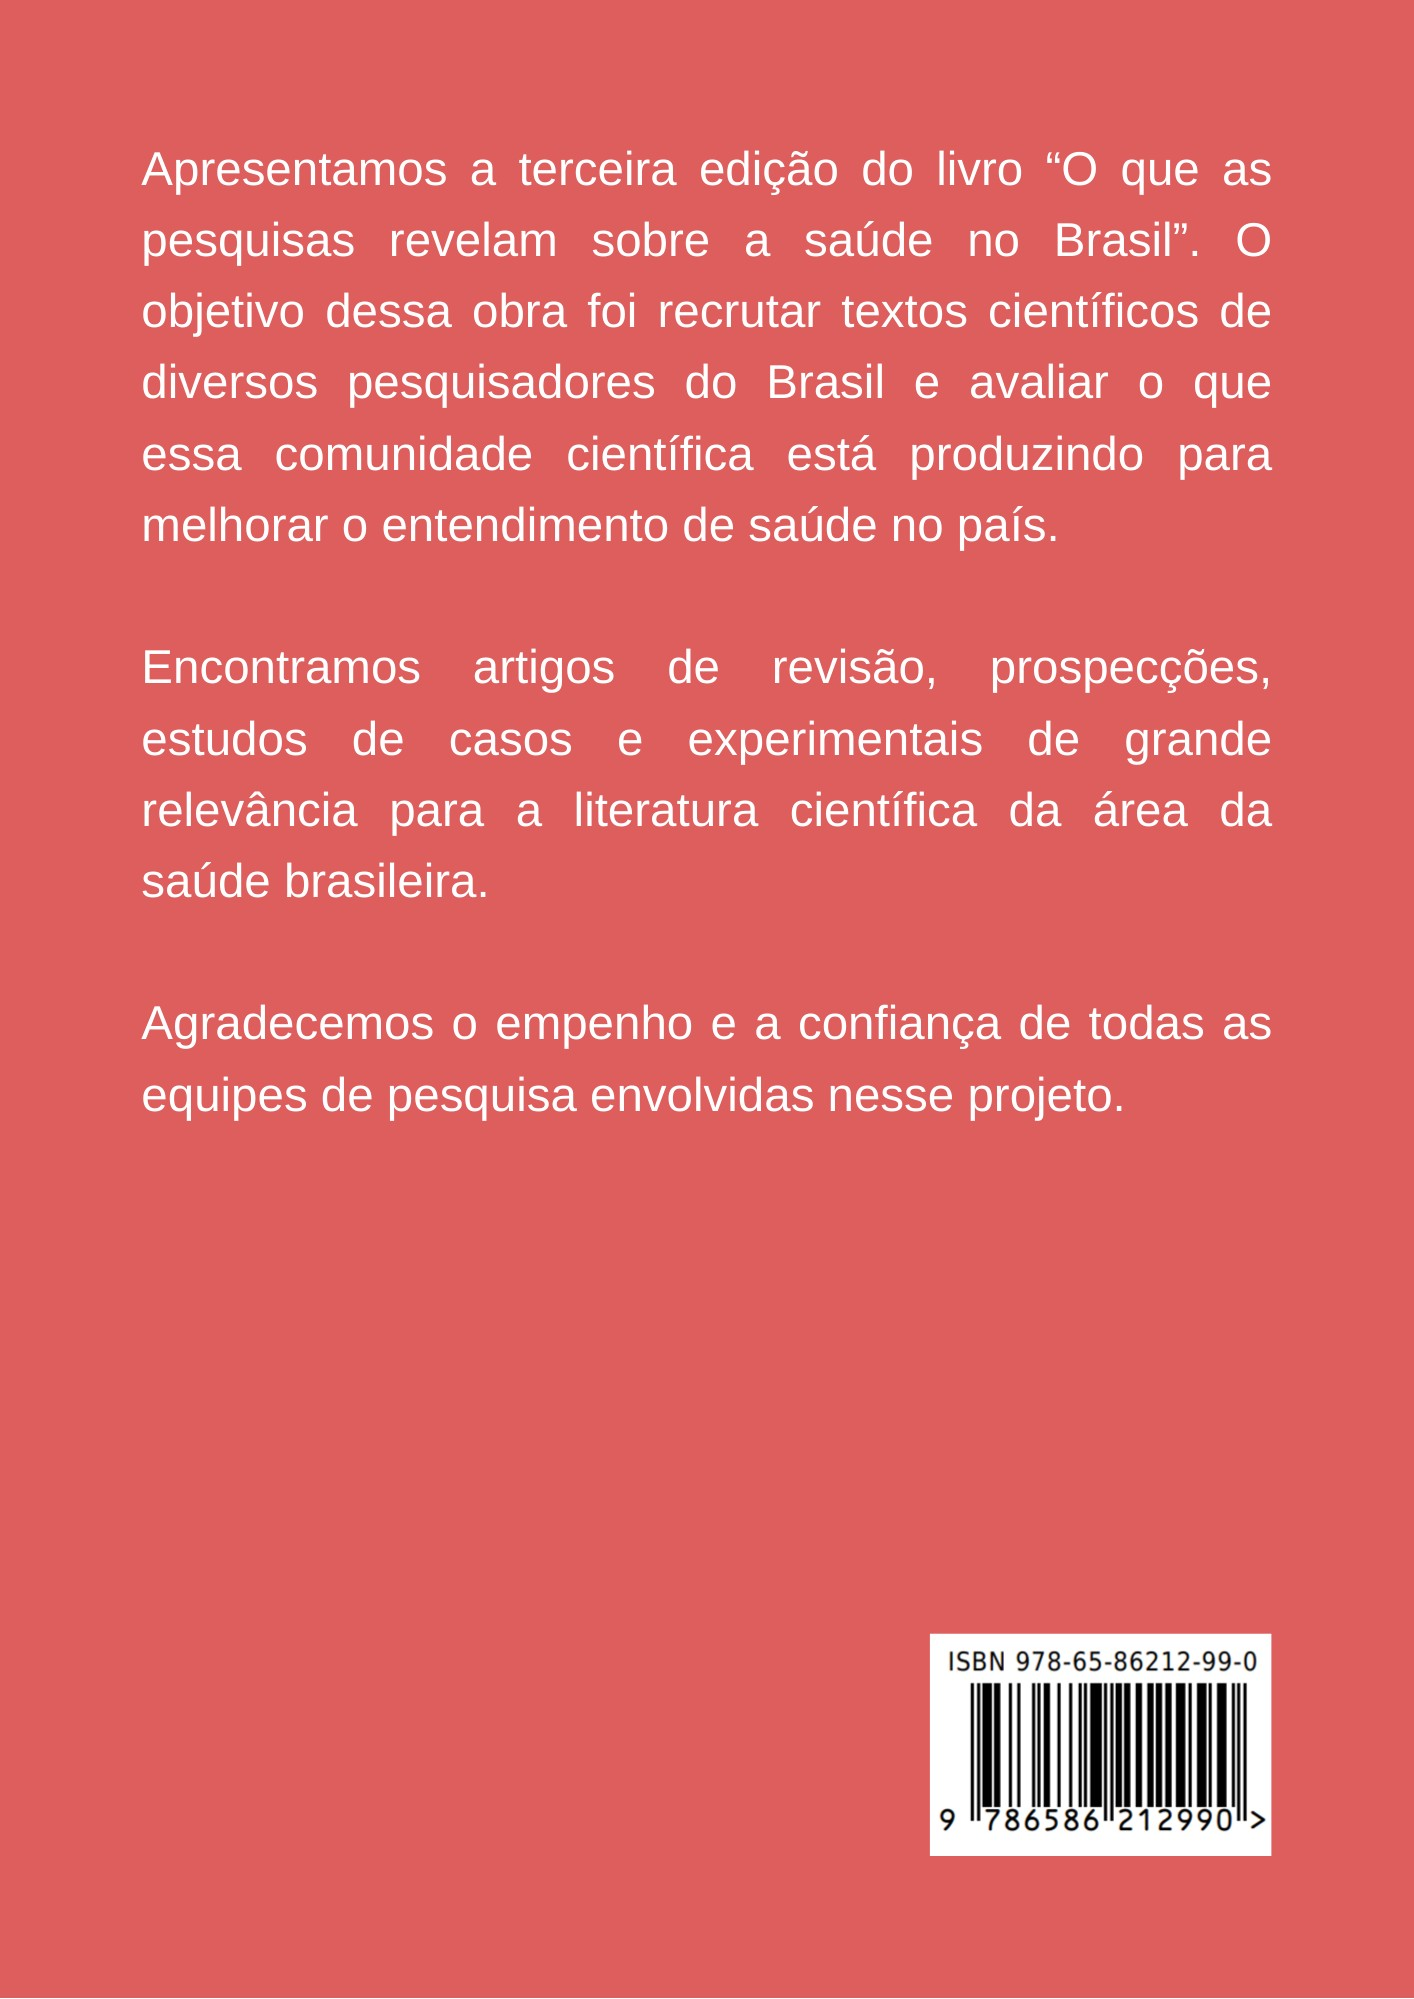 Apresentamos a terceira edição do livro “O que as
pesquisas revelam sobre a saúde no Brasil”. O
objetivo dessa obra foi recrutar textos científicos de
diversos pesquisadores do Brasil e avaliar o que
essa comunidade científica está produzindo para
melhorar o entendimento de saúde no país.
Encontramos artigos de revisão, prospecções,
estudos de casos e experimentais de grande
relevância para a literatura científica da área da
saúde brasileira.
Agradecemos o empenho e a confiança de todas as
equipes de pesquisa envolvidas nesse projeto.
ISBN 978-65-86212-99-0
9 786586 212990 >